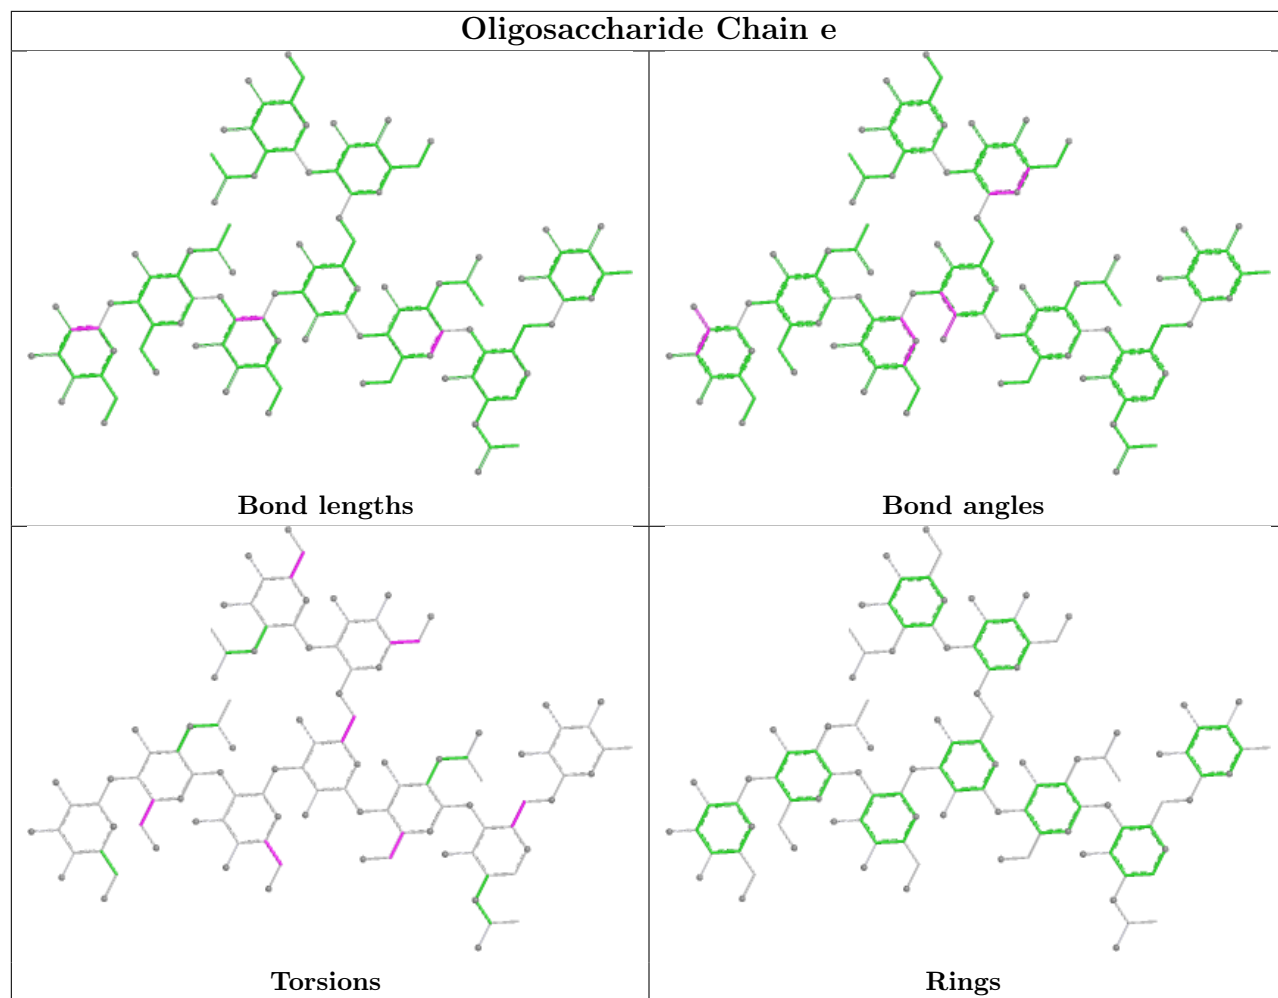 Oligosaccharide Chain e
Bond lengths
Bond angles
Torsions
Rings